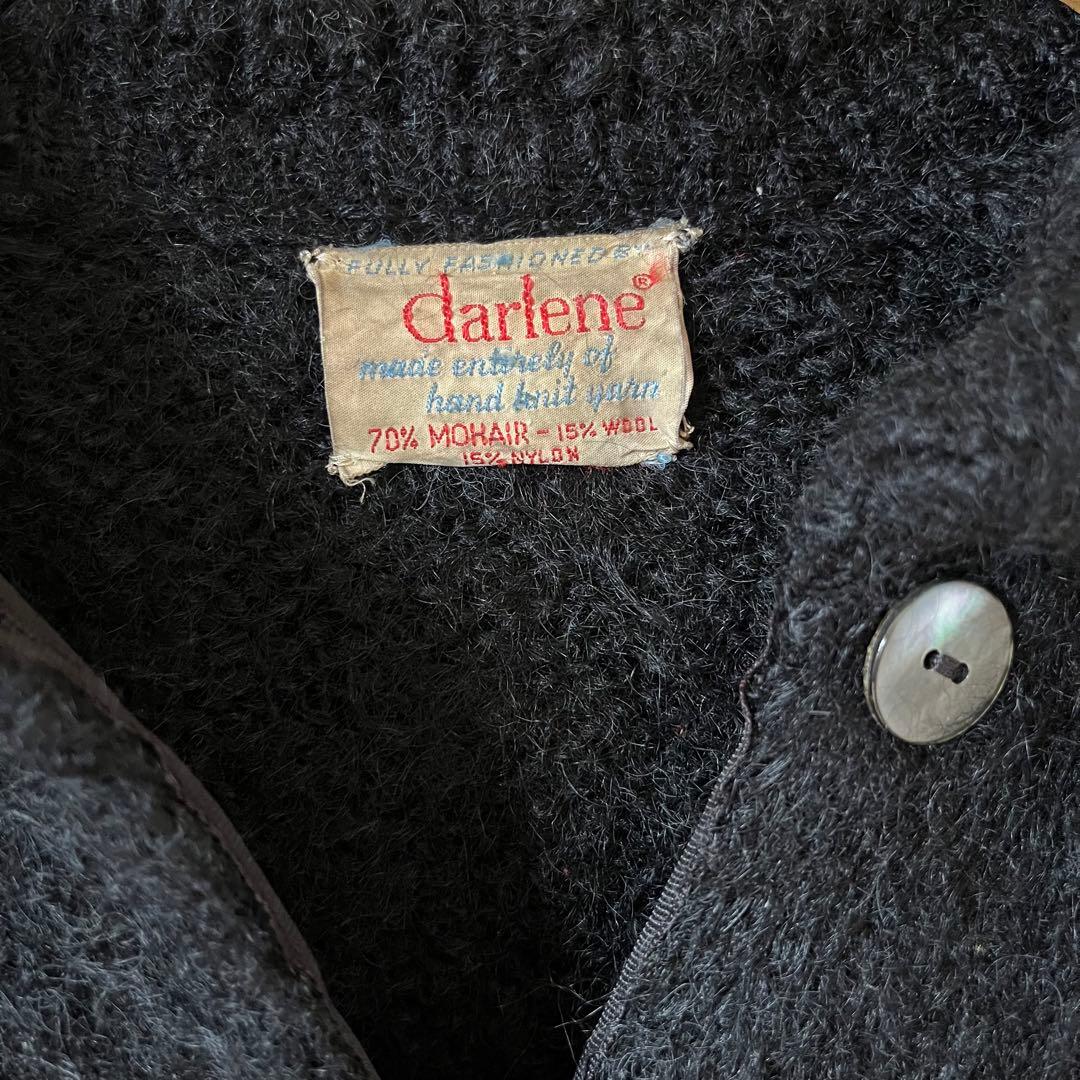 FULLY FASHIONED BY
darlene®
made entirely of
hand knit yarn
70% MOHAIR - 15% WOOL
15% NYLON